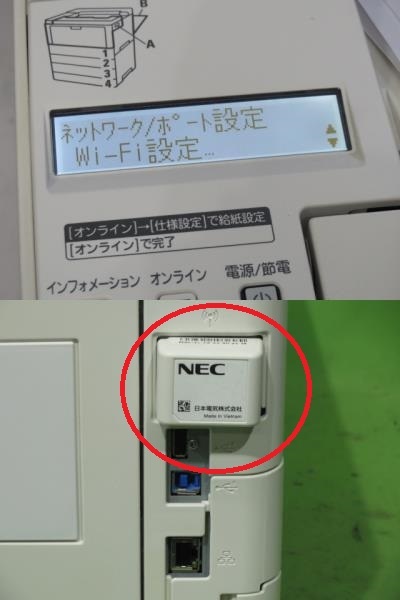 B
A
1
2
3
4
ネットワーク/ポート設定
Wi-Fi設定...
[オンライン]→[仕様設定]で給紙設定
[オンライン]で完了
インフォメーション オンライン 電源/節電
NEC
日本電気株式会社
Made in Vietnam